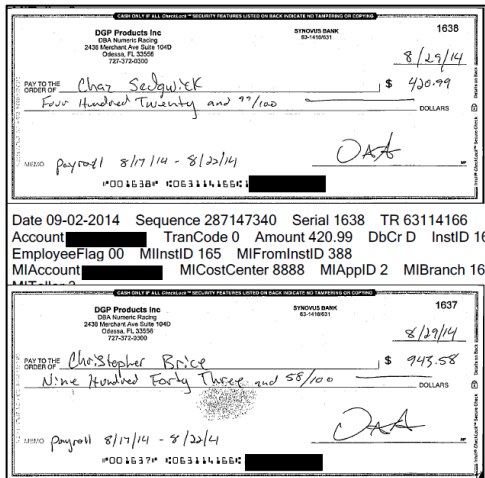 CASH ONLY IF ALL CheckLock™ SECURITY FEATURES LISTED ON BACK INDICATE NO TAMPERING OR COPYING
DGP Products Inc
DBA Numeric Racing
2438 Merchant Ave Suite 104D
Odessa, FL 33556
727-372-0300
SYNOVUS BANK
63-1416/631
1638
8/29/14
PAY TO THE ORDER OF Char Sedgwick $ 420.99
Four Hundred Twenty and 99/100 DOLLARS
MEMO payroll 8/17/14 - 8/22/14
⑈001638⑈ ⑆063114166⑆
Date 09-02-2014 Sequence 287147340 Serial 1638 TR 63114166
Account TranCode 0 Amount 420.99 DbCr D InstID 16
EmployeeFlag 00 MIInstID 165 MIFromInstID 388
MIAccount MICostCenter 8888 MIAppID 2 MIBranch 16
CASH ONLY IF ALL CheckLock™ SECURITY FEATURES LISTED ON BACK INDICATE NO TAMPERING OR COPYING
DGP Products Inc
DBA Numeric Racing
2438 Merchant Ave Suite 104D
Odessa, FL 33556
727-372-0300
SYNOVUS BANK
63-1416/631
1637
8/29/14
PAY TO THE ORDER OF Christopher Brice $ 943.58
Nine Hundred Forty Three and 58/100 DOLLARS
MEMO Payroll 8/17/14 - 8/22/14
⑈001637⑈ ⑆063114166⑆